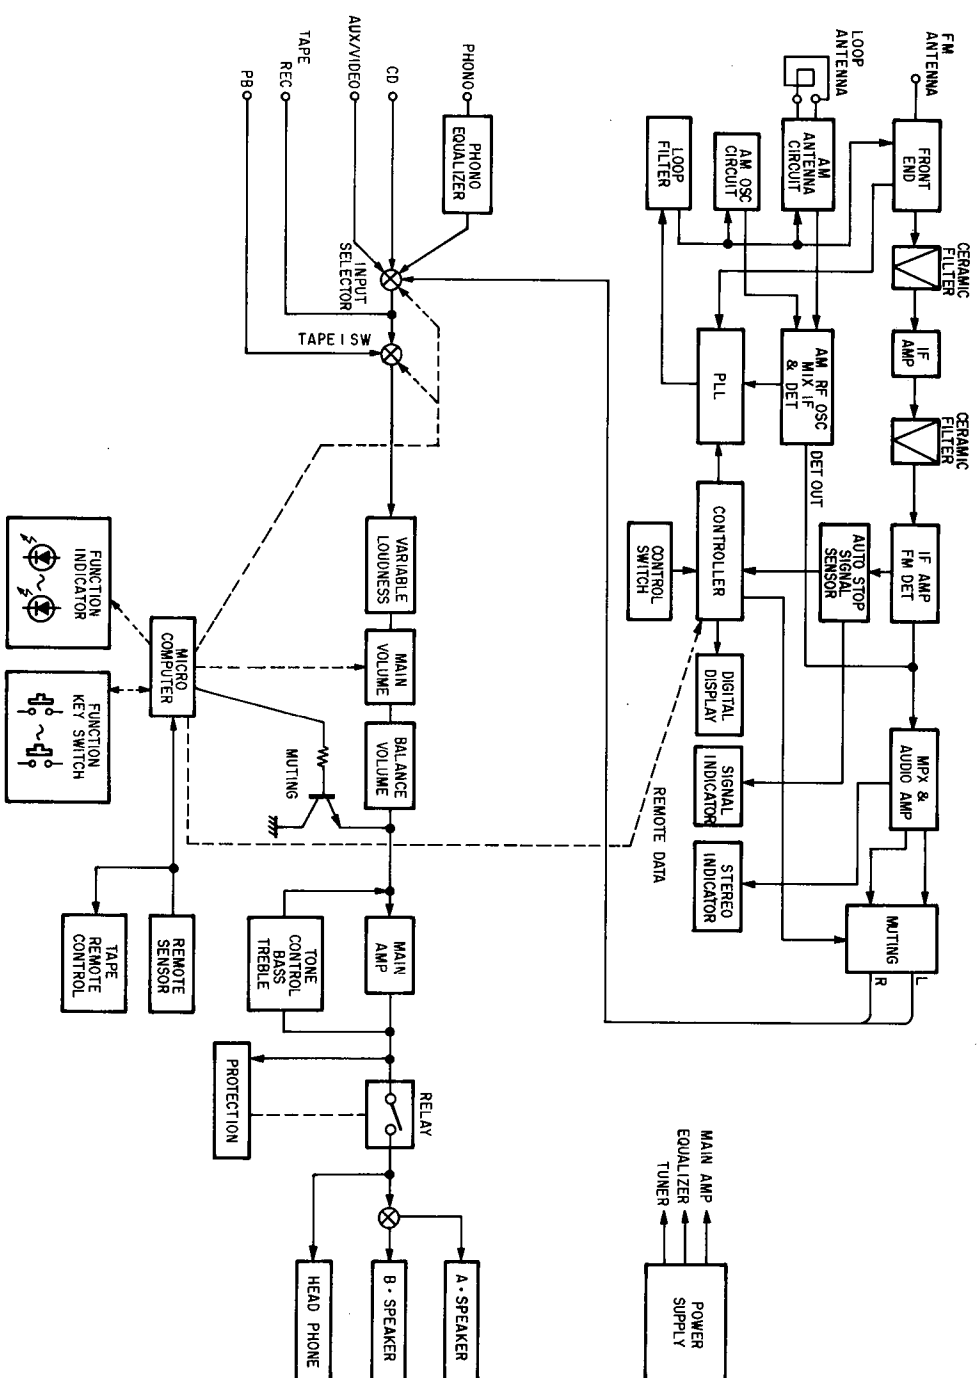 FM
ANTENNA
FRONT
END
CERAMIC
FILTER
IF
AMP
CERAMIC
FILTER
IF AMP
FM DET
MPX &
AUDIO AMP
MUTING
L
R
LOOP
ANTENNA
AM
ANTENNA
CIRCUIT
AM RF OSC
MIX IF
& DET
DET OUT
AUTO STOP
SIGNAL
SENSOR
AM OSC
CIRCUIT
PLL
CONTROLLER
DIGITAL
DISPLAY
SIGNAL
INDICATOR
STEREO
INDICATOR
LOOP
FILTER
CONTROL
SWITCH
REMOTE DATA
POWER
SUPPLY
MAIN AMP
EQUALIZER
TUNER
PHONO
PHONO
EQUALIZER
CD
AUX/VIDEO
TAPE
REC
PB
INPUT
SELECTOR
TAPE I SW
VARIABLE
LOUDNESS
MAIN
VOLUME
BALANCE
VOLUME
MUTING
MAIN
AMP
TONE
CONTROL
BASS
TREBLE
RELAY
PROTECTION
A • SPEAKER
B • SPEAKER
HEAD PHONE
MICRO
COMPUTER
REMOTE
SENSOR
TAPE
REMOTE
CONTROL
FUNCTION
INDICATOR
FUNCTION
KEY SWITCH